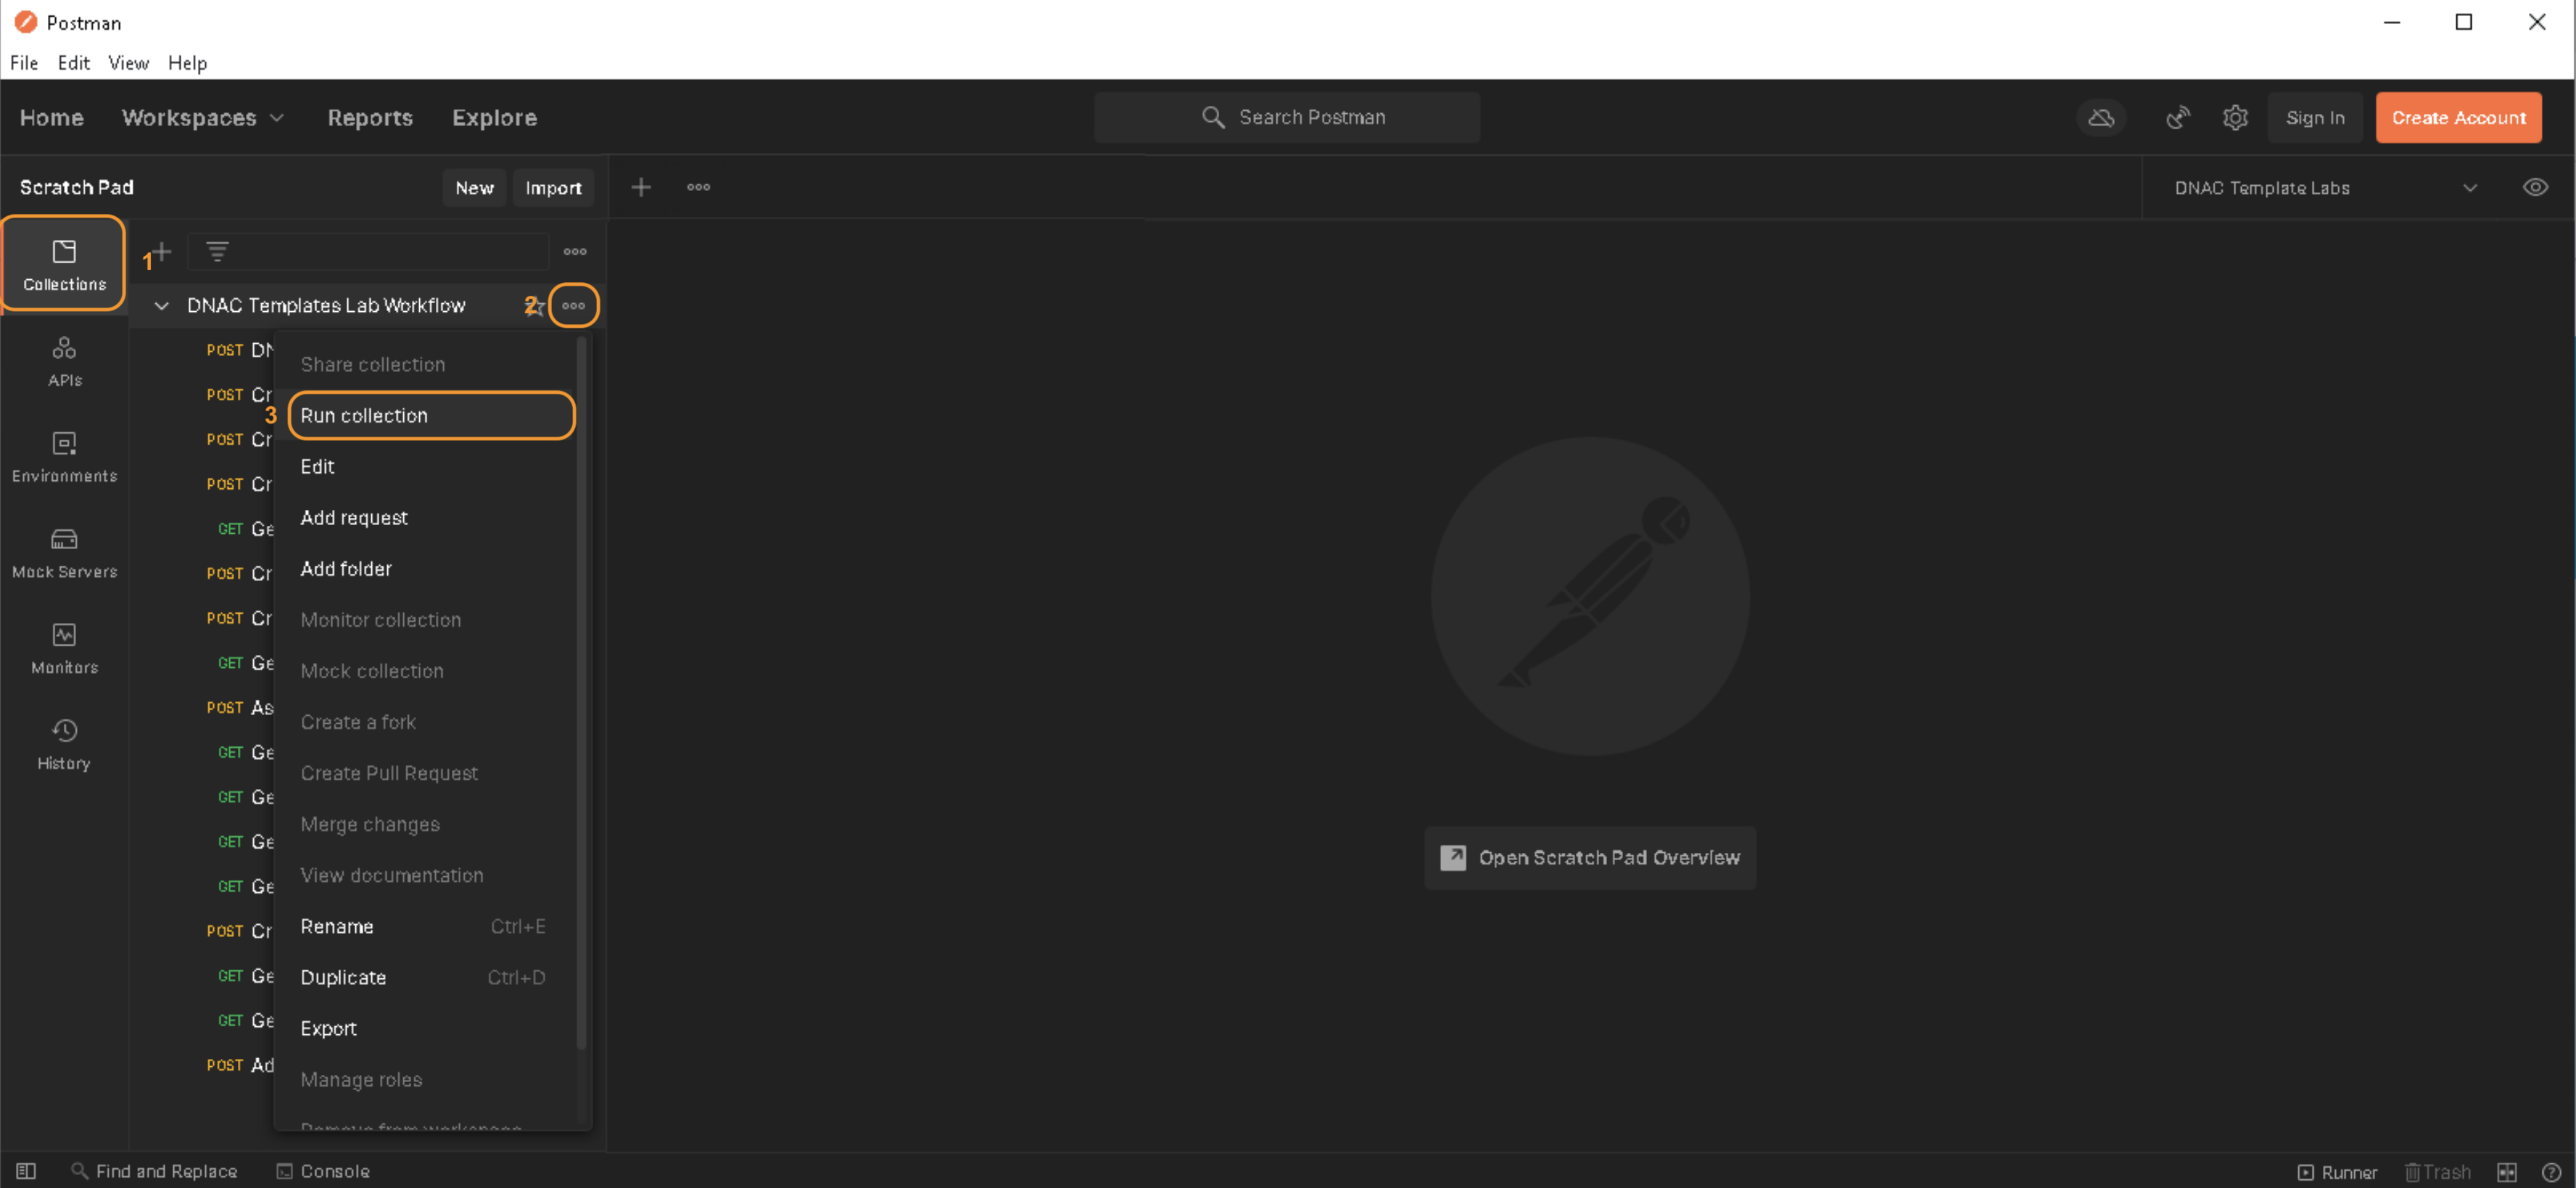 Postman
File Edit View Help
Home Workspaces Reports Explore
Search Postman
Sign In
Create Account
Scratch Pad
New
Import
DNAC Template Labs
Collections
APIs
Environments
Mock Servers
Monitors
History
1
DNAC Templates Lab Workflow
2
POST DN
POST Cr
POST Cr
POST Cr
GET Ge
POST Cr
POST Cr
GET Ge
POST As
GET Ge
GET Ge
GET Ge
GET Ge
POST Cr
GET Ge
GET Ge
POST Ad
Share collection
3
Run collection
Edit
Add request
Add folder
Monitor collection
Mock collection
Create a fork
Create Pull Request
Merge changes
View documentation
Rename Ctrl+E
Duplicate Ctrl+D
Export
Manage roles
Remove from workspace
Open Scratch Pad Overview
Find and Replace
Console
Runner
Trash